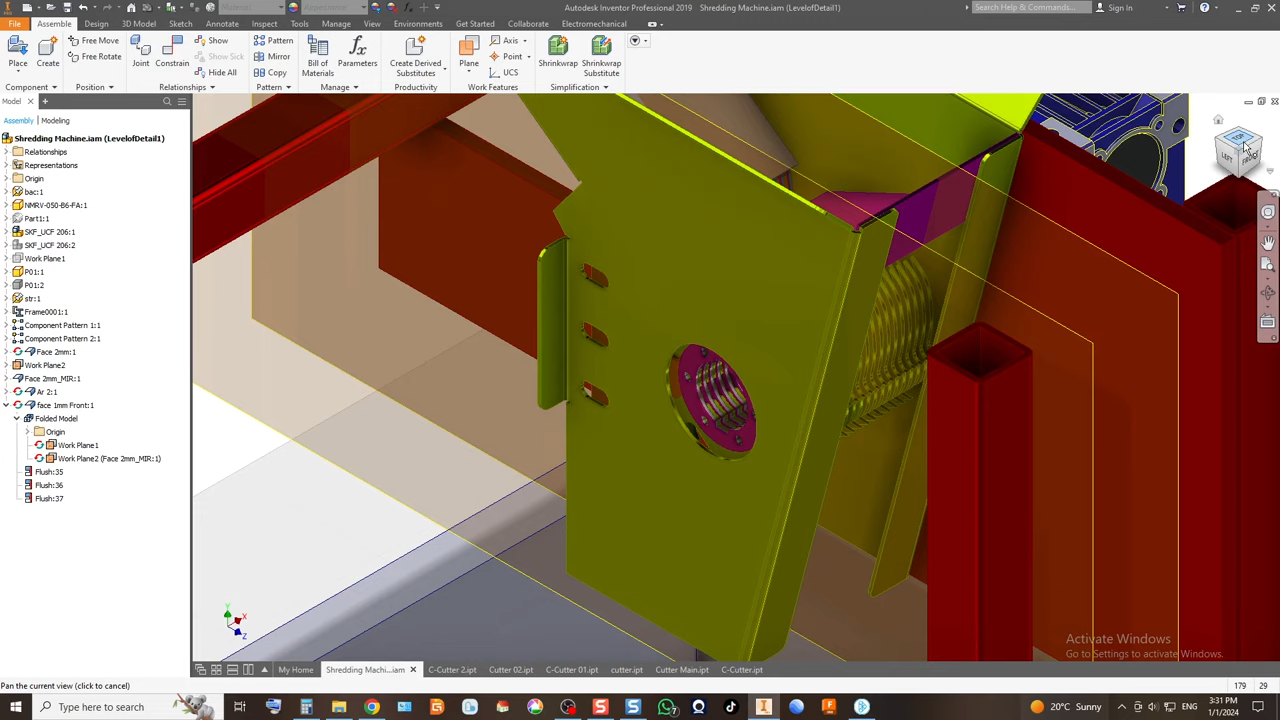 Autodesk Inventor Professional 2019 Shredding Machine.iam (LevelofDetail1)
Search Help & Commands...
Sign In
File Assemble Design 3D Model Sketch Annotate Inspect Tools Manage View Environments Get Started Collaborate Electromechanical
Place
Create
Free Move
Free Rotate
Joint
Constrain
Show
Show Sick
Hide All
Pattern
Mirror
Copy
Bill of
Materials
Parameters
Create Derived
Substitutes
Plane
Axis
Point
UCS
Shrinkwrap
Shrinkwrap
Substitute
Component Position Relationships Pattern Manage Productivity Work Features Simplification
Model
Assembly Modeling
Shredding Machine.iam (LevelofDetail1)
Relationships
Representations
Origin
bac:1
NMRV-050-B6-FA:1
Part1:1
SKF_UCF 206:1
SKF_UCF 206:2
Work Plane1
P01:1
P01:2
str:1
Frame0001:1
Component Pattern 1:1
Component Pattern 2:1
Face 2mm:1
Work Plane2
Face 2mm_MIR:1
Ar 2:1
face 1mm Front:1
Folded Model
Origin
Work Plane1
Work Plane2 (Face 2mm_MIR:1)
Flush:35
Flush:36
Flush:37
TOP
LEFT
FRONT
Y
X
Z
Activate Windows
Go to Settings to activate Windows.
My Home Shredding Machi...iam C-Cutter 2.ipt Cutter 02.ipt C-Cutter 01.ipt cutter.ipt Cutter Main.ipt C-Cutter.ipt
Pan the current view (click to cancel)
179 29
Type here to search
20°C Sunny
ENG
3:31 PM
1/1/2024